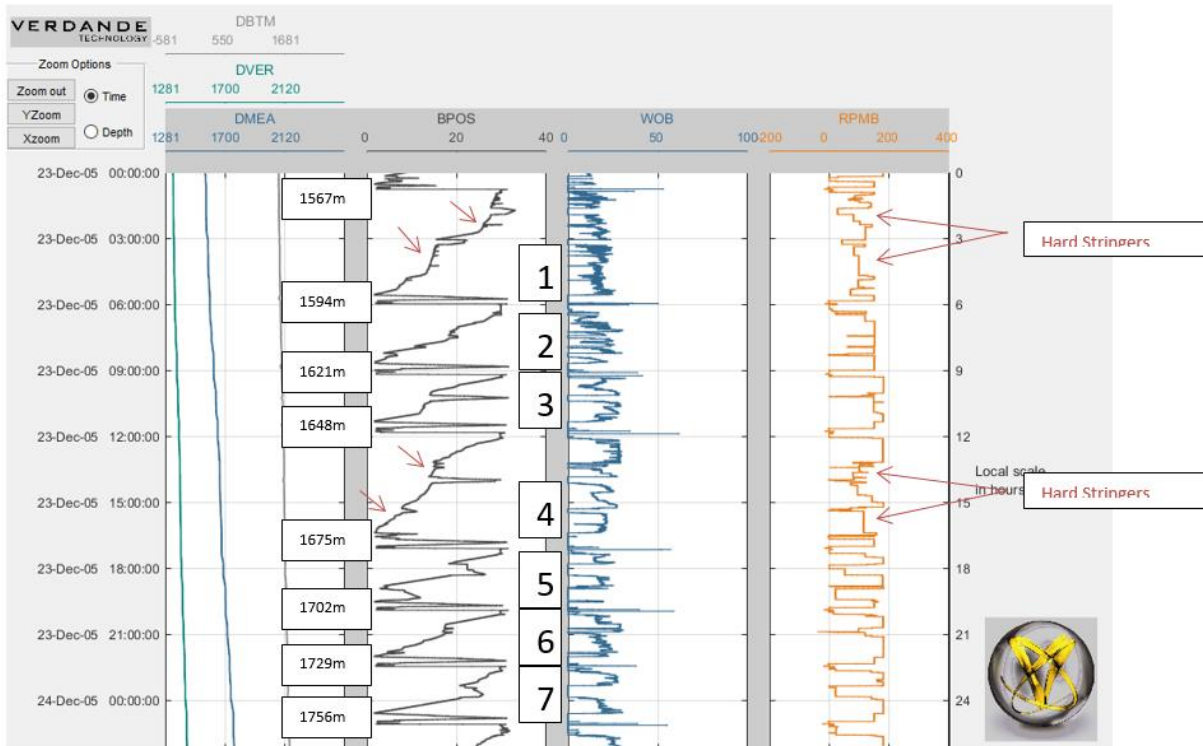 VERDANDE
TECHNOLOGY
Zoom Options
Zoom out
YZoom
Xzoom
Time
Depth
DBTM
-581 550 1681
DVER
1281 1700 2120
DMEA
1281 1700 2120
BPOS
0 20 40
WOB
0 50 100
RPMB
-200 0 200 400
23-Dec-05 00:00:00
23-Dec-05 03:00:00
23-Dec-05 06:00:00
23-Dec-05 09:00:00
23-Dec-05 12:00:00
23-Dec-05 15:00:00
23-Dec-05 18:00:00
23-Dec-05 21:00:00
24-Dec-05 00:00:00
1567m
1594m
1621m
1648m
1675m
1702m
1729m
1756m
1
2
3
4
5
6
7
0
3
6
9
12
15
18
21
24
Hard Stringers
Local scale
in hours
Hard Stringers